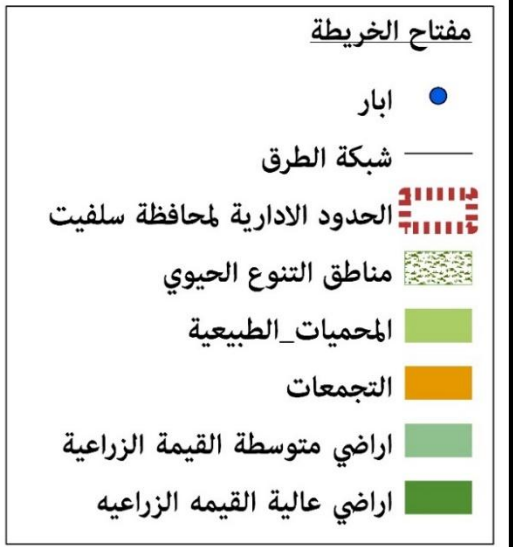 مفتاح الخريطة
ابار
شبكة الطرق
الحدود الادارية لمحافظة سلفيت
مناطق التنوع الحيوي
المحميات_الطبيعية
التجمعات
اراضي متوسطة القيمة الزراعية
اراضي عالية القيمه الزراعيه